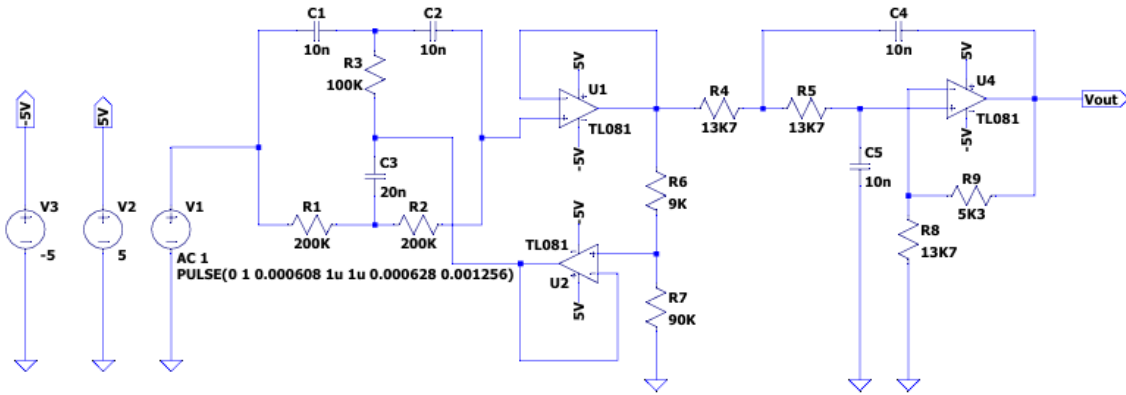 -5V
V3
-5
5V
V2
5
V1
AC 1
PULSE(0 1 0.000608 1u 1u 0.000628 0.001256)
C1
10n
C2
10n
R3
100K
C3
20n
R1
200K
R2
200K
5V
U1
TL081
-5V
-5V
TL081
U2
5V
R6
9K
R7
90K
R4
13K7
R5
13K7
C4
10n
C5
10n
5V
U4
TL081
-5V
R9
5K3
R8
13K7
Vout